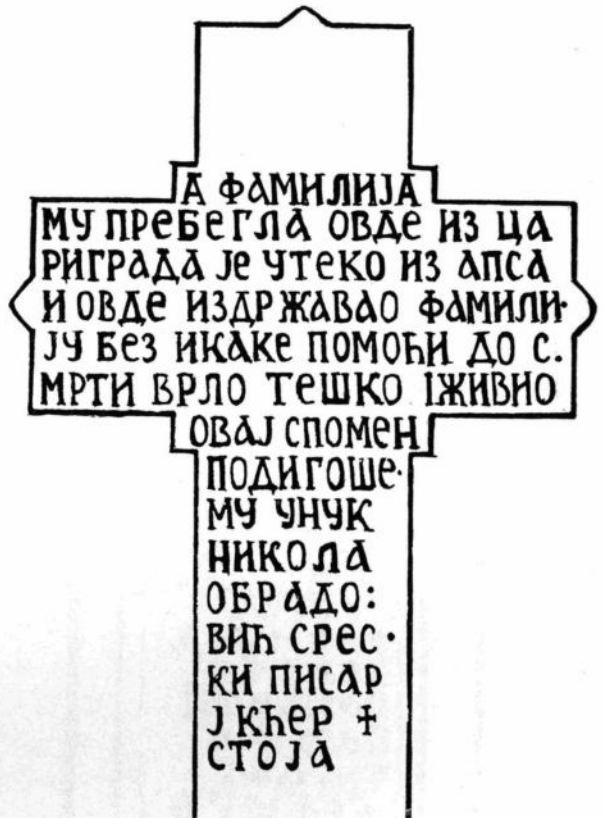 А ФАМИЛИЈА
МУ ПРЕБЕГЛА ОВДЕ ИЗ ЦА
РИГРАДА ЈЕ УТЕКО ИЗ АПСА
И ОВДЕ ИЗДРЖАВАО ФАМИЛИ·
ЈУ БЕЗ ИКАКЕ ПОМОЋИ ДО С.
МРТИ ВРЛО ТЕШКО ІЖИВИО
ОВАЈ СПОМЕН
ПОДИГОШЕ·
МУ УНУК
НИКОЛА
ОБРАДО:
ВИЋ СРЕС·
КИ ПИСАР
Ј КЋЕР ✝
СТОЈА